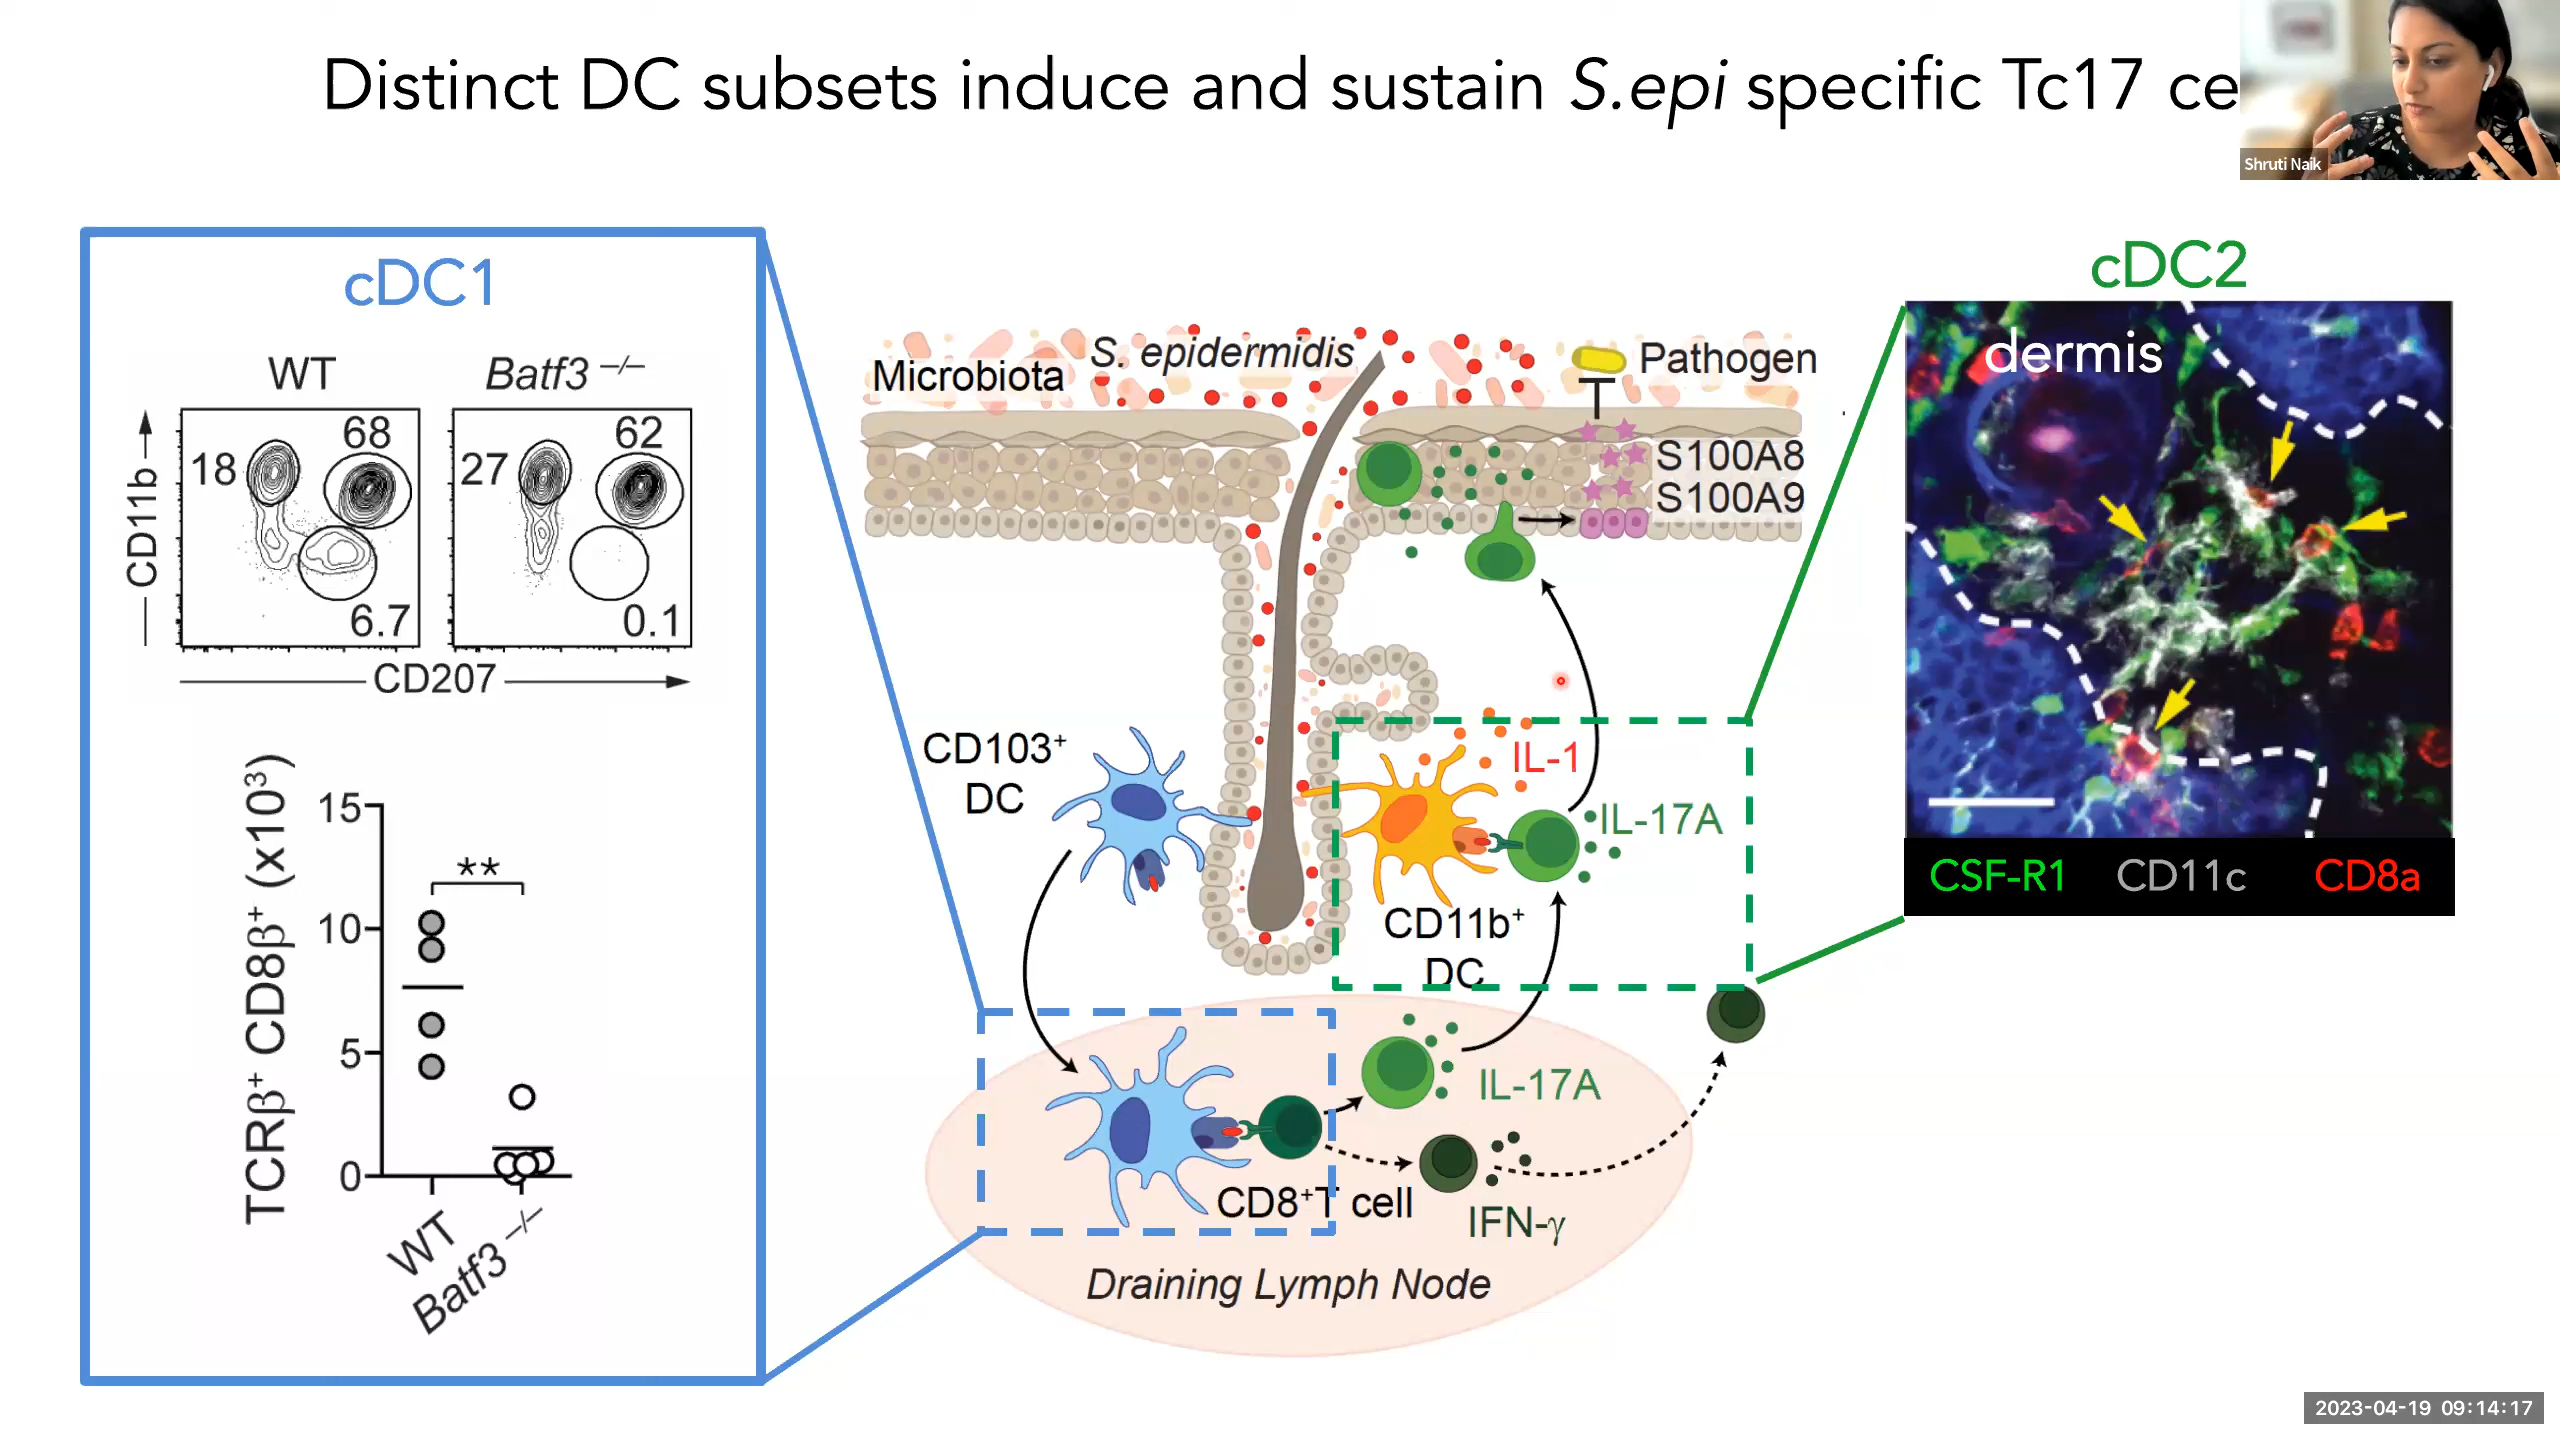 Distinct DC subsets induce and sustain S.epi specific Tc17 ce
Shruti Naik
cDC1
WT
Batf3 –/–
CD11b
18
68
6.7
27
62
0.1
CD207
TCRβ+ CD8β+ (x10³)
15
10
5
0
**
WT
Batf3 –/–
Microbiota
S. epidermidis
Pathogen
S100A8
S100A9
CD103+
DC
IL-1
IL-17A
CD11b+
DC
IL-17A
CD8+T cell
IFN-γ
Draining Lymph Node
cDC2
dermis
CSF-R1 CD11c CD8a
2023-04-19 09:14:17